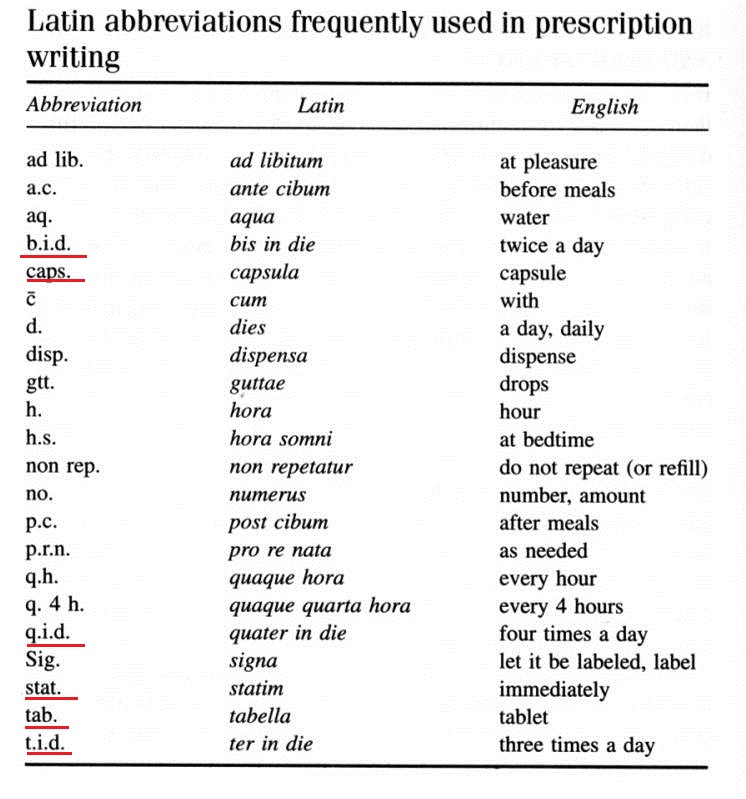 Latin abbreviations frequently used in prescription
writing
Abbreviation Latin English
ad lib. ad libitum at pleasure
a.c. ante cibum before meals
aq. aqua water
b.i.d. bis in die twice a day
caps. capsula capsule
c̄ cum with
d. dies a day, daily
disp. dispensa dispense
gtt. guttae drops
h. hora hour
h.s. hora somni at bedtime
non rep. non repetatur do not repeat (or refill)
no. numerus number, amount
p.c. post cibum after meals
p.r.n. pro re nata as needed
q.h. quaque hora every hour
q. 4 h. quaque quarta hora every 4 hours
q.i.d. quater in die four times a day
Sig. signa let it be labeled, label
stat. statim immediately
tab. tabella tablet
t.i.d. ter in die three times a day